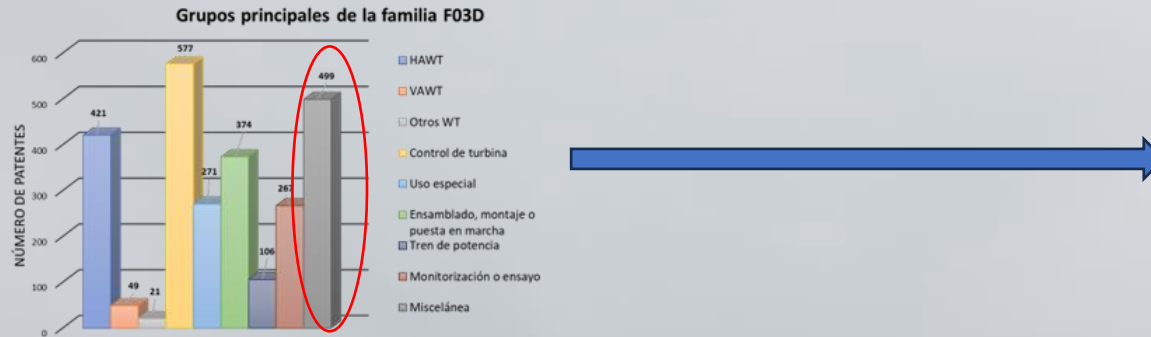 Grupos principales de la familia F03D
NÚMERO DE PATENTES
600
500
400
300
200
100
0
421
49
21
577
271
374
106
267
499
HAWT
VAWT
Otros WT
Control de turbina
Uso especial
Ensamblado, montaje o
puesta en marcha
Tren de potencia
Monitorización o ensayo
Miscelánea